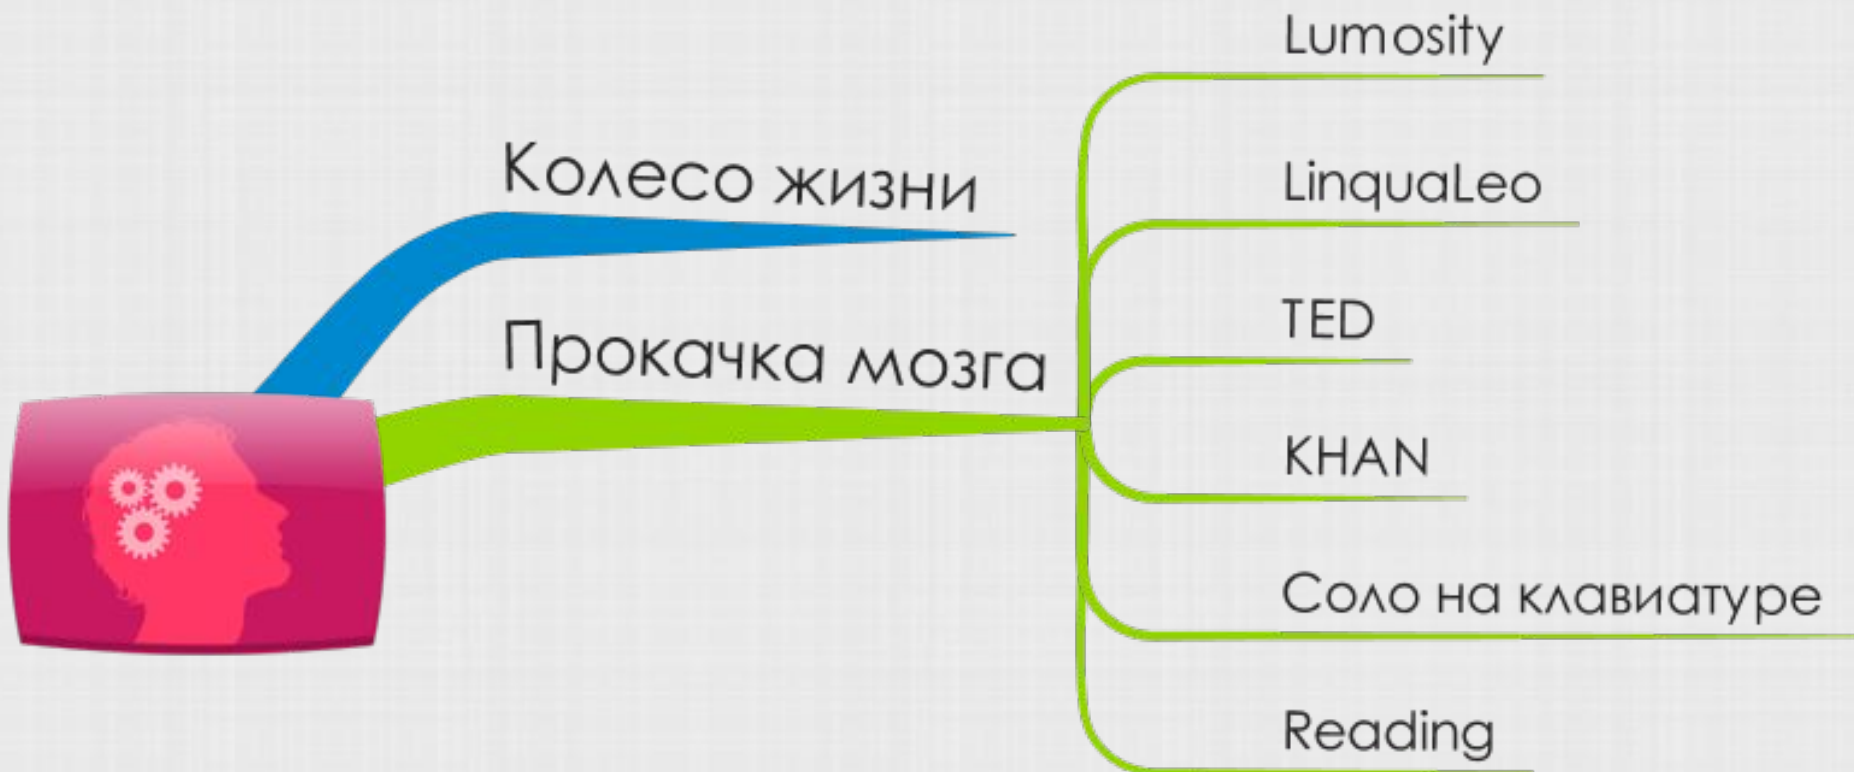 Колесо жизни
Прокачка мозга
Lumosity
LinquaLeo
TED
KHAN
Соло на клавиатуре
Reading